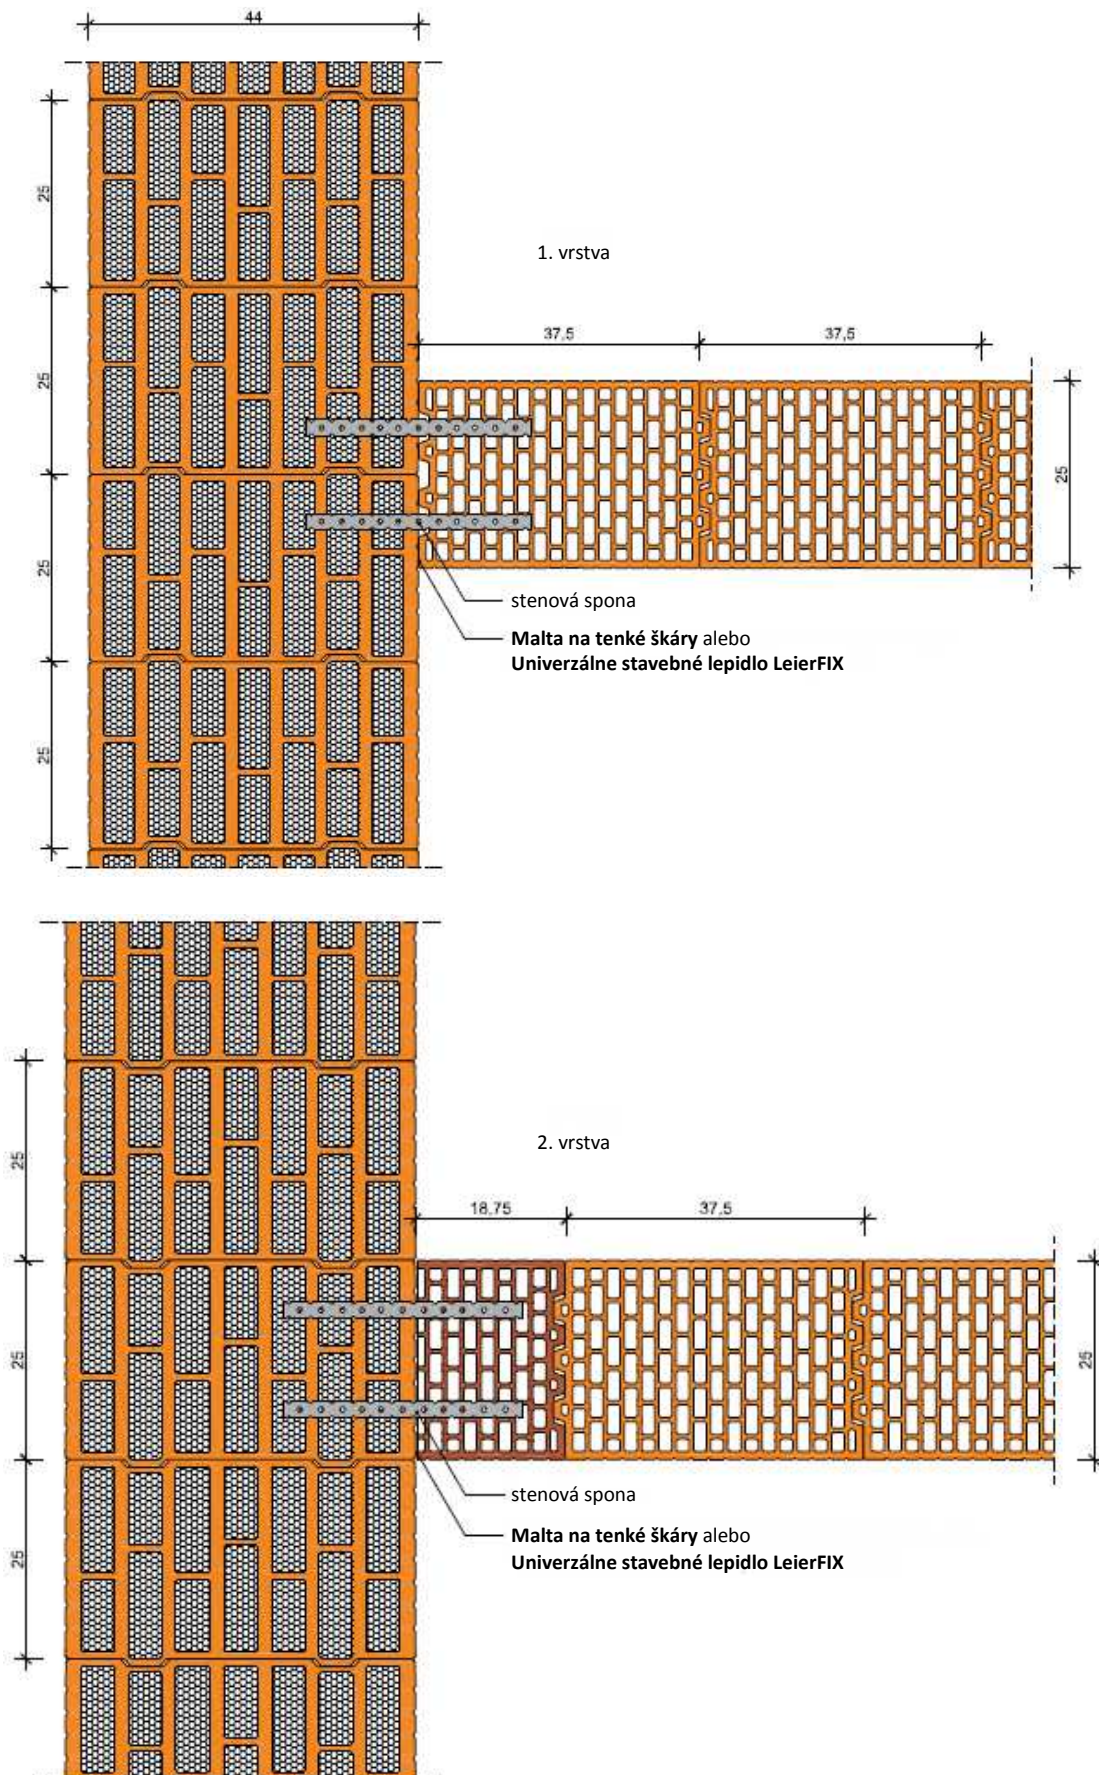 44
25
1. vrstva
25
37,5
37,5
25
25
stenová spona
Malta na tenké škáry alebo
Univerzálne stavebné lepidlo LeierFIX
25
25
2. vrstva
18,75
37,5
25
25
stenová spona
Malta na tenké škáry alebo
Univerzálne stavebné lepidlo LeierFIX
25